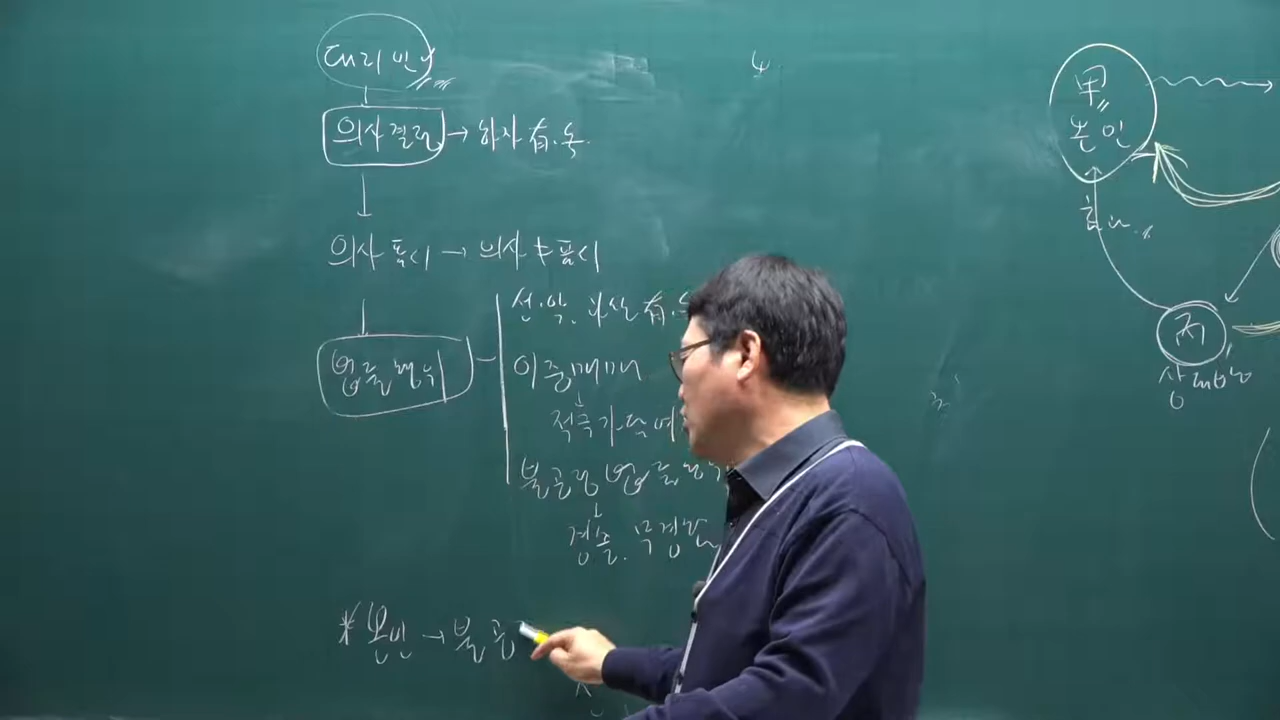 대리인
의사결정 → 하자 有.无
의사표시 → 의사 ≠ 표시
법률행위
선.악. 과실 有.
이중매매
적극가담 여
불공정 법률행
경솔. 무경험
* 본인 → 불공
甲
본인
효과
丙
상대방